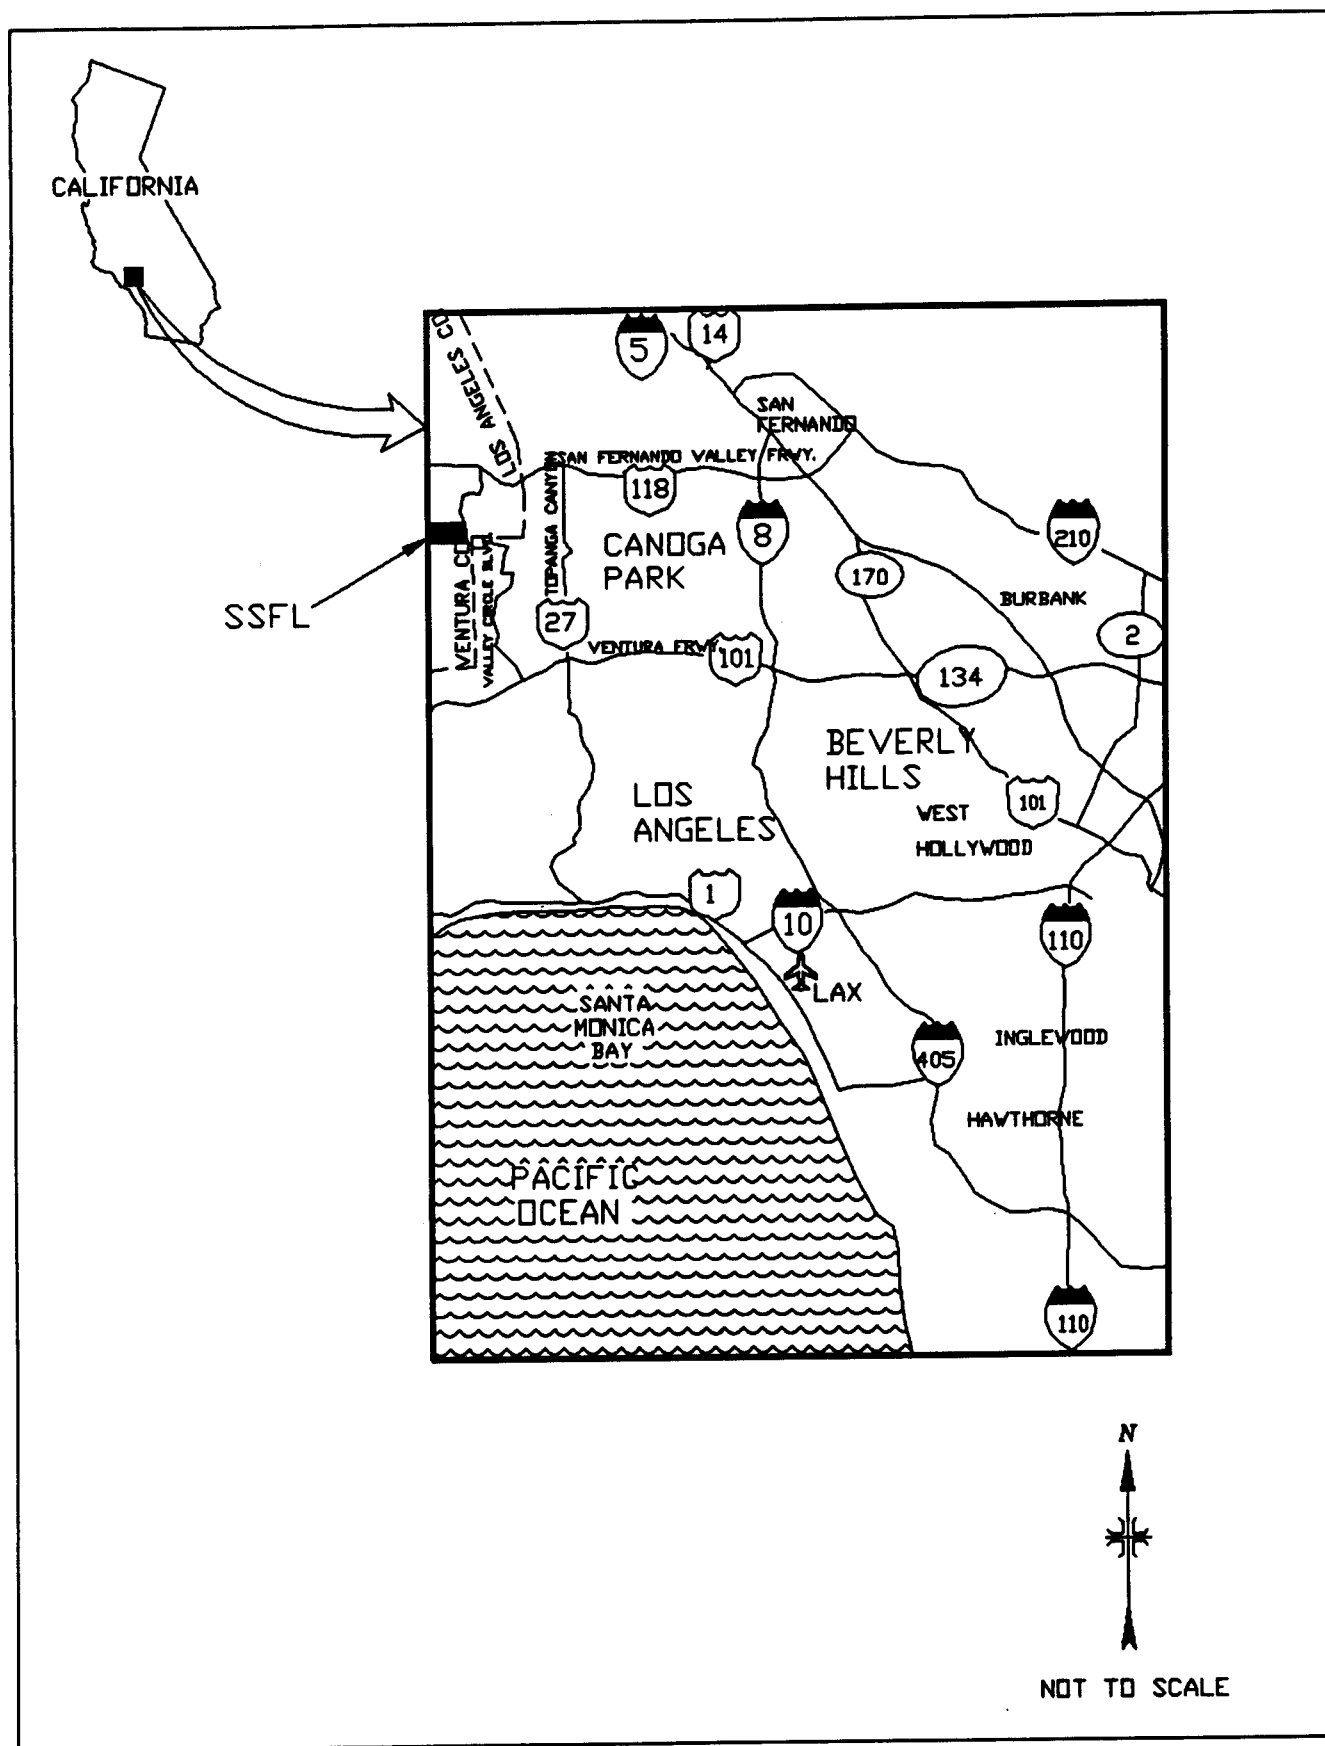 CALIFORNIA
LOS ANGELES CO
5
14
SAN
FERNANDO
SAN FERNANDO VALLEY FRWY.
118
TOPANGA CANYON
CANOGA
PARK
8
210
170
SSFL
VENTURA CO
VALLEY CIRCLE BLVD.
27
BURBANK
2
VENTURA FRWY.
101
134
BEVERLY
HILLS
LOS
ANGELES
101
WEST
HOLLYWOOD
1
10
110
LAX
SANTA
MONICA
BAY
405
INGLEWOOD
HAWTHORNE
PACIFIC
OCEAN
110
N
NOT TO SCALE